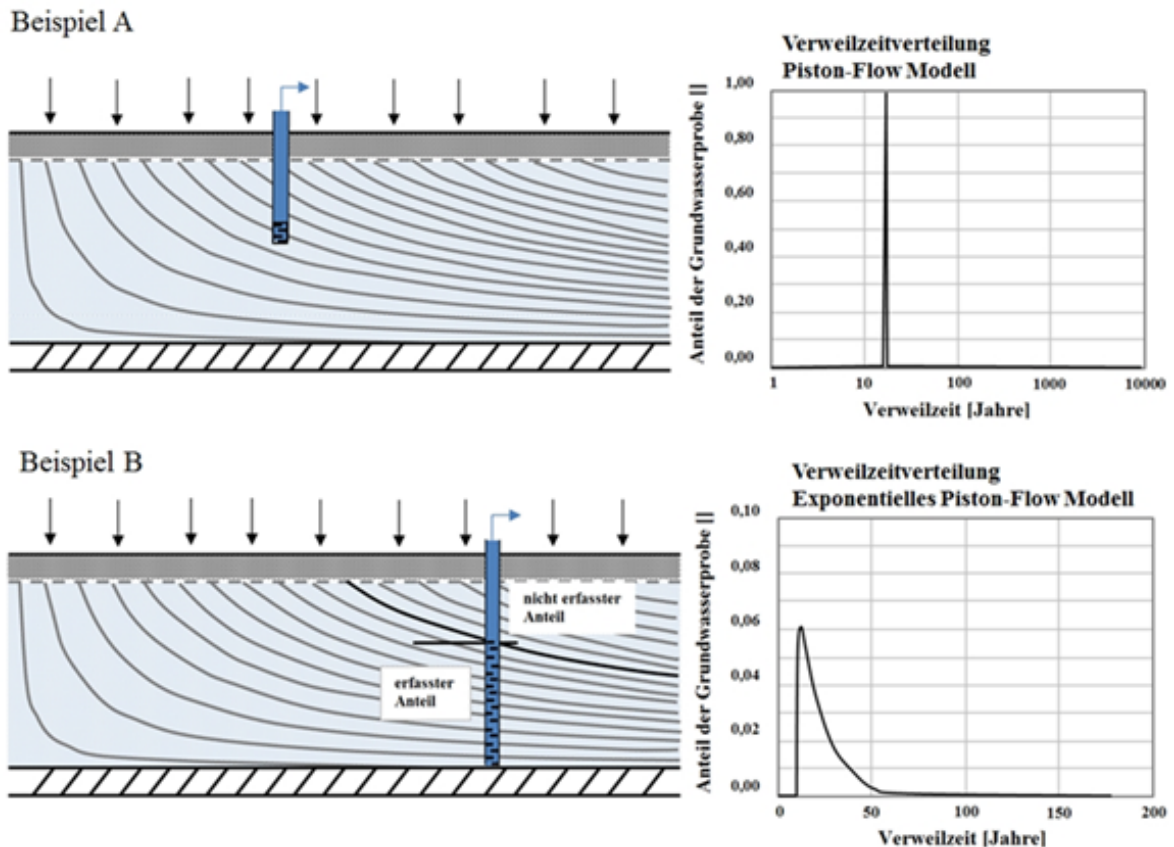 Beispiel A
Verweilzeitverteilung
Piston-Flow Modell
Anteil der Grundwasserprobe []
1,00
0,80
0,60
0,40
0,20
0,00
1 10 100 1000 10000
Verweilzeit [Jahre]
Beispiel B
nicht erfasster
Anteil
erfasster
Anteil
Verweilzeitverteilung
Exponentielles Piston-Flow Modell
Anteil der Grundwasserprobe []
0,10
0,08
0,06
0,04
0,02
0,00
0 50 100 150 200
Verweilzeit [Jahre]